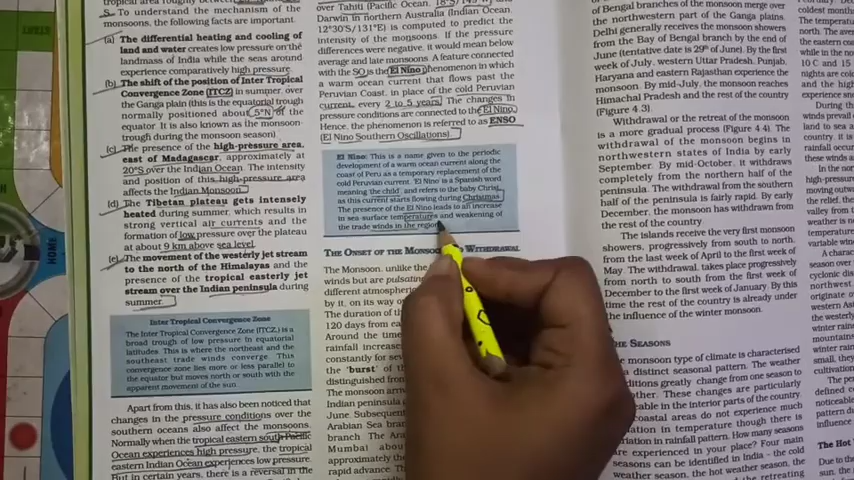 To understand the mechanism of
monsoons, the following facts are important.
(a) The differential heating and cooling of
land and water creates low pressure on the
landmass of India while the seas around
experience comparatively high pressure.
(b) The shift of the position of Inter Tropical
Convergence Zone (ITCZ) in summer, over
the Ganga plain (this is the equatorial trough
normally positioned about 5°N of the
equator. It is also known as the monsoon-
trough during the monsoon season).
(c) The presence of the high-pressure area,
east of Madagascar, approximately at
20°S over the Indian Ocean. The intensity
and position of this high-pressure area
affects the Indian Monsoon.
(d) The Tibetan plateau gets intensely
heated during summer, which results in
strong vertical air currents and the
formation of low pressure over the plateau
at about 9 km above sea level.
(e) The movement of the westerly jet stream
to the north of the Himalayas and the
presence of the tropical easterly jet
stream over the Indian peninsula during
summer.
Inter Tropical Convergence Zone
The Inter Tropical Convergence Zone (ITCZ,) is a
broad trough of low pressure in equatorial
latitudes. This is where the northeast and the
southeast trade winds converge. This
convergence zone lies more or less parallel to
the equator but moves north or south with the
apparent movement of the sun.
Apart from this, it has also been noticed that
changes in the pressure conditions over the
southern oceans also affect the monsoons.
Normally when the tropical eastern south Pacific
Ocean experiences high pressure, the tropical
eastern Indian Ocean experiences low pressure.
But in certain years, there is a reversal in the
over Tahiti (Pacific Ocean, 18°S/149°W)
Darwin in Northern Australia (Indian Ocean,
12°30'S/131°E) is computed to predict the
intensity of the monsoons. If the pressure
differences were negative, it would mean below
average and late monsoons. A feature connected
with the SO is the El Nino phenomenon in which
a warm ocean current that flows past the
Peruvian Coast, in place of the cold Peruvian
current, every 2 to 5 years. The changes in
pressure conditions are connected to the El Nino.
Hence, the phenomenon is referred to as ENSO
(El Nino Southern Oscillations).
El Nino: This is a name given to the periodic
development of a warm ocean current along the
coast of Peru as a temporary replacement of the
cold Peruvian current. El Nino is a Spanish word
meaning the child, and refers to the baby Christ,
as this current starts flowing during Christmas.
The presence of the El Nino leads to an increase
in sea-surface temperatures and weakening of
the trade winds in the region.
The Onset of the Monsoon and Withdrawal
The Monsoon, unlike the
winds but are pulsating
different atmospheric
by it, on its way over
The duration of the
120 days from
Around the time
rainfall increases
constantly for several
the 'burst'
distinguished from
The monsoon
Indian peninsula
June. Subsequently
Arabian Sea
branch. The
Mumbai about
rapid advance. The
Bengal branches of the monsoon merge over
the northwestern part of the Ganga plains.
Delhi generally receives the monsoon showers
from the Bay of Bengal branch by the end of
June (tentative date is 29th of June). By the first
week of July, western Uttar Pradesh, Punjab,
Haryana and eastern Rajasthan experience the
monsoon. By mid-July, the monsoon reaches
Himachal Pradesh and the rest of the country
(Figure 4.3).
Withdrawal or the retreat of the monsoon
is a more gradual process (Figure 4.4). The
withdrawal of the monsoon begins in
northwestern states of India by early
September. By mid-October, it withdraws
completely from the northern half of the
peninsula. The withdrawal from the southern
half of the peninsula is fairly rapid. By early
December, the monsoon has withdrawn from
the rest of the country.
The islands receive the very first monsoon
showers, progressively from south to north,
from the last week of April to the first week of
May. The withdrawal, takes place progressively
from north to south from the first week of
December to the first week of January. By this
time the rest of the country is already under
the influence of the winter monsoon.
The Seasons
monsoon type of climate is characterised
distinct seasonal pattern. The weather
conditions greatly change from one season to
the other. These changes are particularly
in the interior parts of the country.
coastal areas do not experience much
in temperature though there is variation
in rainfall pattern. How many seasons
are experienced in your place? Four main
seasons can be identified in India – the cold
weather season, the hot weather season,
coldest months
The temperature
the eastern coast
10°C and 15°
nights are cold
During the
The weather
The Hot